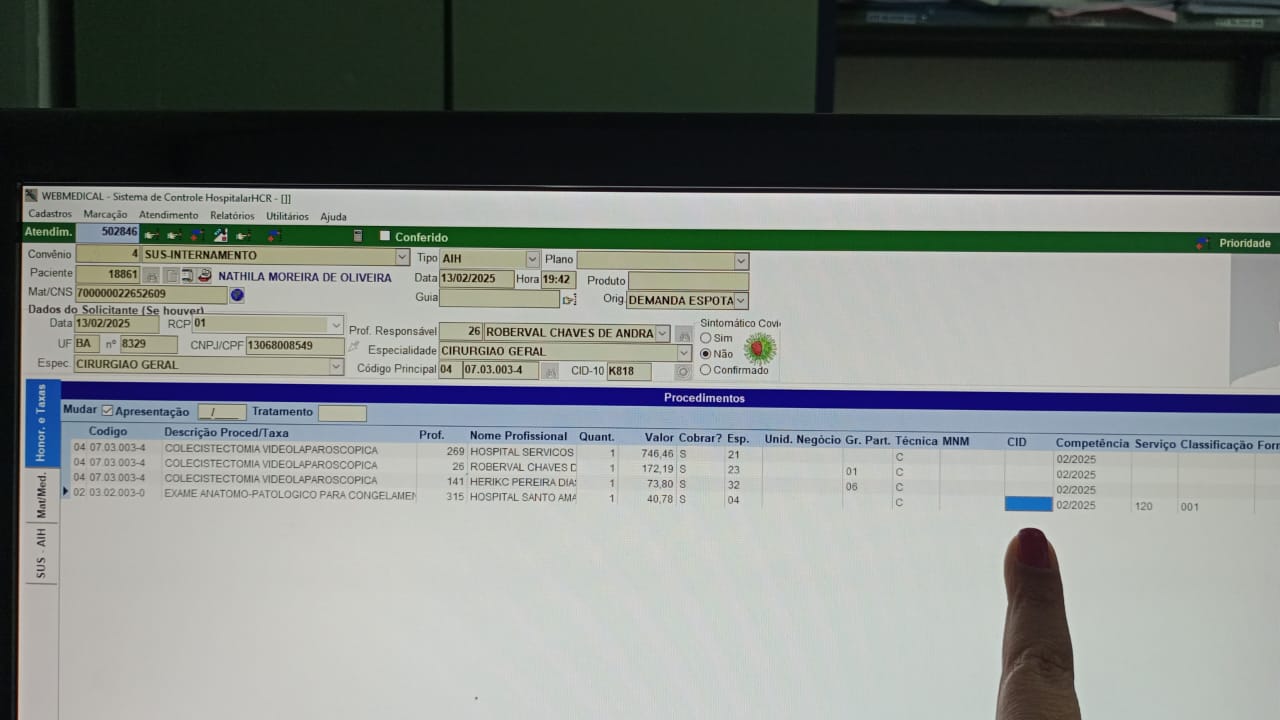 WEBMEDICAL - Sistema de Controle HospitalarHCR - []]
Cadastros Marcação Atendimento Relatórios Utilitários Ajuda
Atendim. 502846 Conferido Prioridade
Convênio 4 SUS-INTERNAMENTO Tipo AIH Plano
Paciente 18861 NATHILA MOREIRA DE OLIVEIRA Data 13/02/2025 Hora 19:42 Produto
Mat/CNS 700000022652609 Guia Orig. DEMANDA ESPOTA
Dados do Solicitante (Se houver)
Data 13/02/2025 RCP 01 Prof. Responsável 26 ROBERVAL CHAVES DE ANDRA Sintomático Covi
UF BA nº 8329 CNPJ/CPF 13068008549 Especialidade CIRURGIAO GERAL Sim
Não
Espec. CIRURGIAO GERAL Código Principal 04 07.03.003-4 CID-10 K818 Confirmado
Procedimentos
Honor. e Taxas
Mat/Med.
SUS - AIH
Mudar Apresentação _/ Tratamento
Codigo Descrição Proced/Taxa Prof. Nome Profissional Quant. Valor Cobrar? Esp. Unid. Negócio Gr. Part. Técnica MNM CID Competência Serviço Classificação Forn
04 07.03.003-4 COLECISTECTOMIA VIDEOLAPAROSCOPICA 269 HOSPITAL SERVICOS 1 746,46 S 21 C 02/2025
04 07.03.003-4 COLECISTECTOMIA VIDEOLAPAROSCOPICA 26 ROBERVAL CHAVES D 1 172,19 S 23 01 C 02/2025
04 07.03.003-4 COLECISTECTOMIA VIDEOLAPAROSCOPICA 141 HERIKC PEREIRA DIA 1 73,80 S 32 06 C 02/2025
02 03.02.003-0 EXAME ANATOMO-PATOLOGICO PARA CONGELAMEN 315 HOSPITAL SANTO AMA 1 40,78 S 04 C 02/2025 120 001